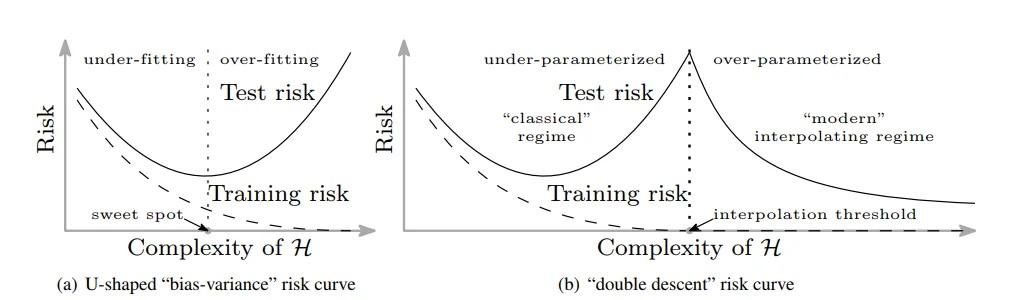 under-fitting
over-fitting
Test risk
Risk
Training risk
sweet spot
Complexity of ℋ
(a) U-shaped “bias-variance” risk curve
under-parameterized
over-parameterized
Test risk
“classical”
regime
“modern”
interpolating regime
Risk
Training risk
interpolation threshold
Complexity of ℋ
(b) “double descent” risk curve